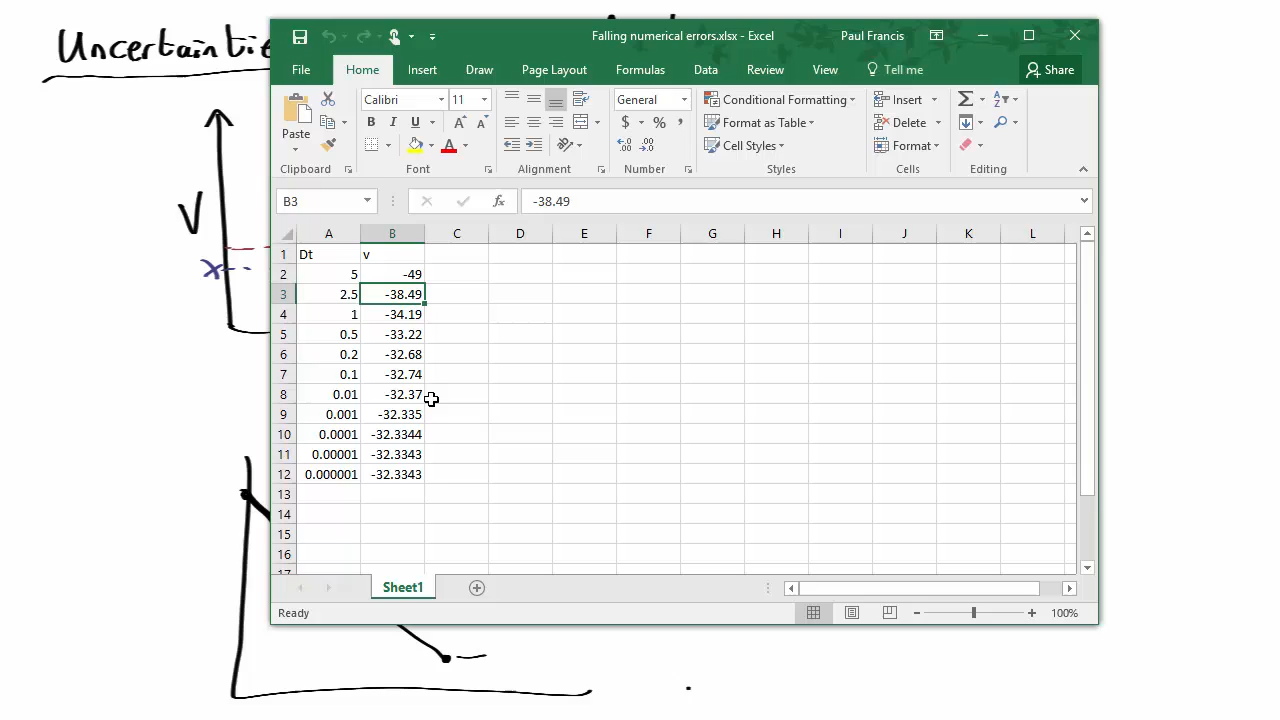 Uncertaintie
V
x
Falling numerical errors.xlsx - Excel
Paul Francis
File Home Insert Draw Page Layout Formulas Data Review View Tell me Share
Paste
Calibri 11
B I U
General
$ % ,
Conditional Formatting
Format as Table
Cell Styles
Insert
Delete
Format
Clipboard Font Alignment Number Styles Cells Editing
B3 fx -38.49
A B C D E F G H I J K L
1 Dt v
2 5 -49
3 2.5 -38.49
4 1 -34.19
5 0.5 -33.22
6 0.2 -32.68
7 0.1 -32.74
8 0.01 -32.37
9 0.001 -32.335
10 0.0001 -32.3344
11 0.00001 -32.3343
12 0.000001 -32.3343
13
14
15
16
17
Sheet1
Ready 100%